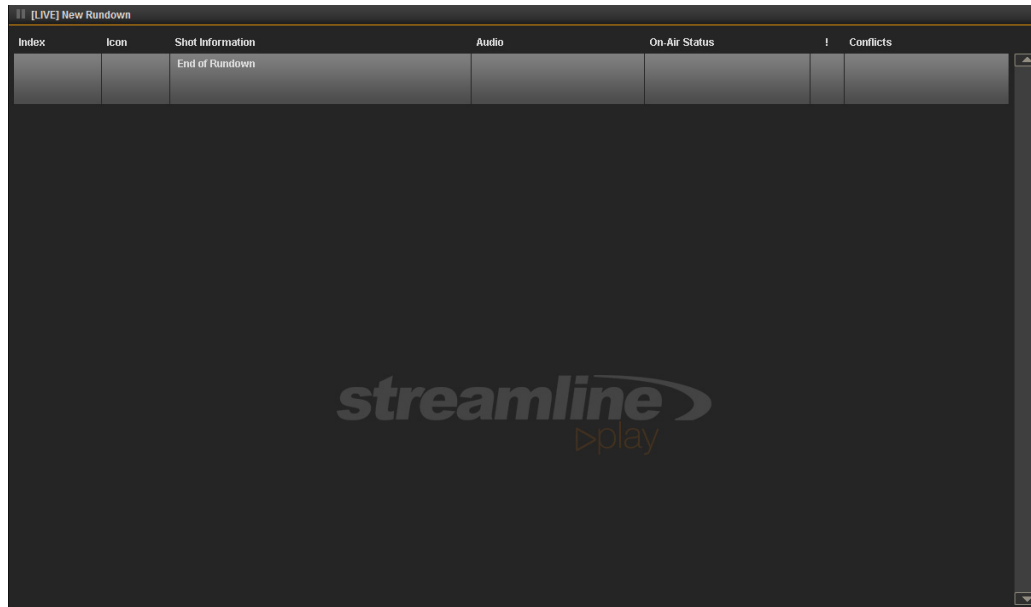 [LIVE] New Rundown
Index Icon Shot Information Audio On-Air Status ! Conflicts
End of Rundown
streamline
play